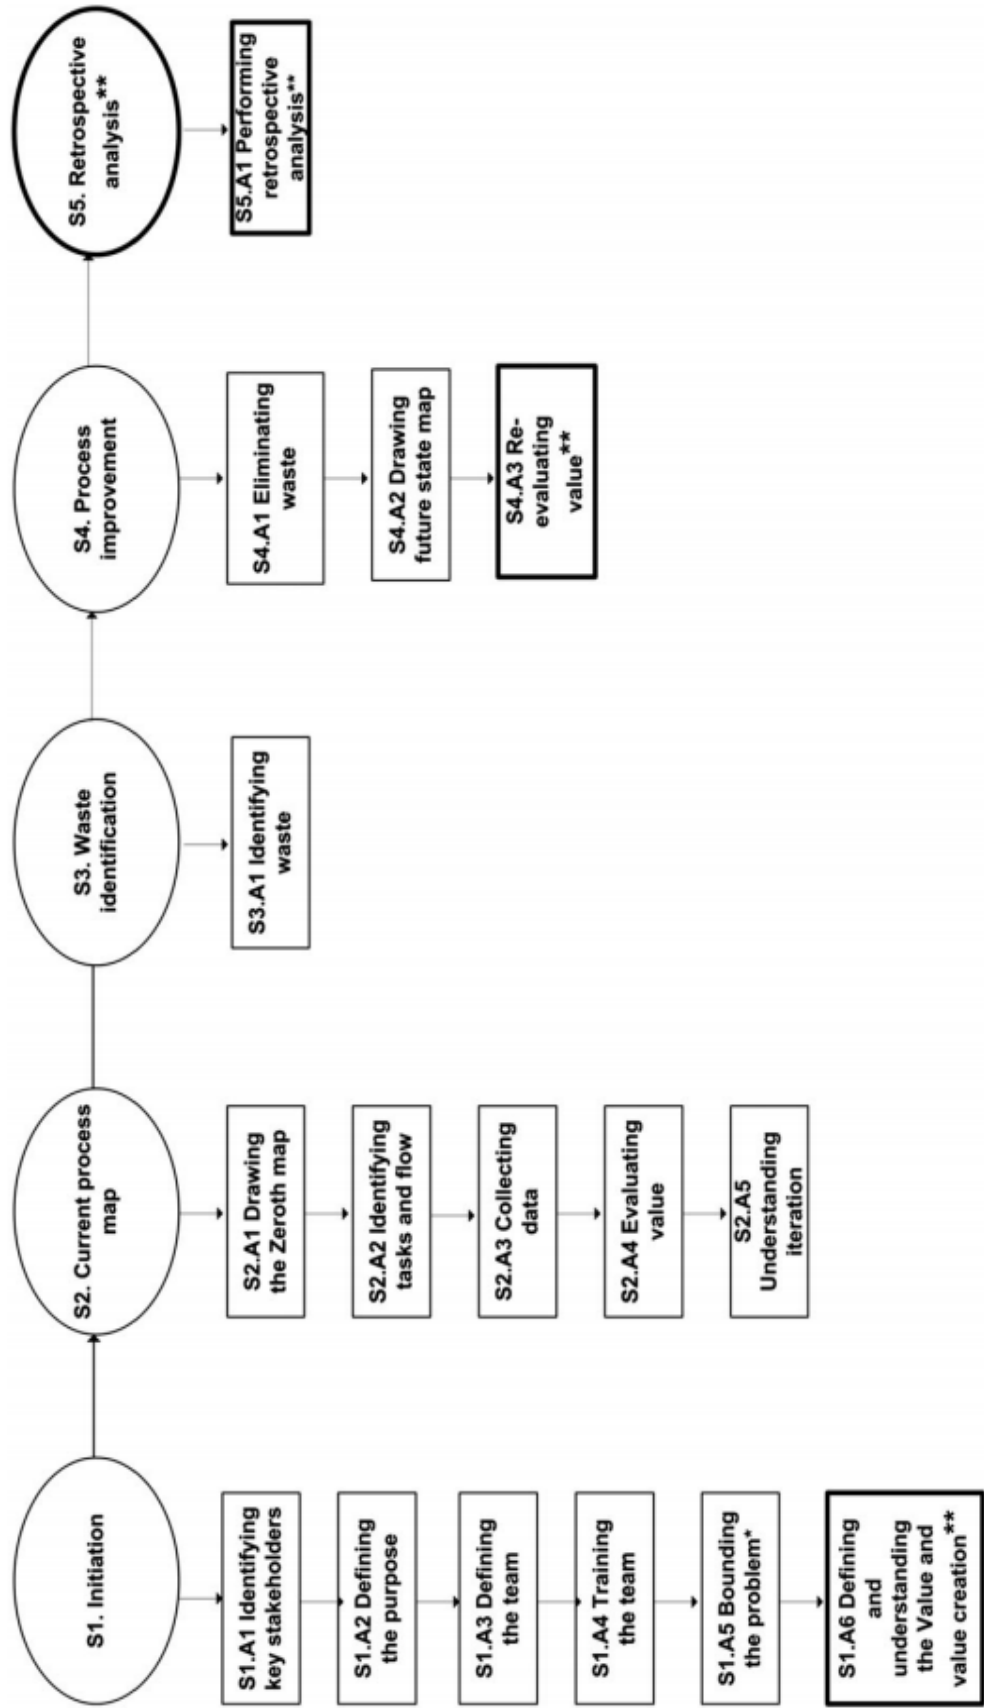 S1. Initiation
S1.A1 Identifying
key stakeholders
S1.A2 Defining
the purpose
S1.A3 Defining
the team
S1.A4 Training
the team
S1.A5 Bounding
the problem*
S1.A6 Defining
and
understanding
the Value and
value creation**
S2. Current process
map
S2.A1 Drawing
the Zeroth map
S2.A2 Identifying
tasks and flow
S2.A3 Collecting
data
S2.A4 Evaluating
value
S2.A5
Understanding
iteration
S3. Waste
identification
S3.A1 Identifying
waste
S4. Process
improvement
S4.A1 Eliminating
waste
S4.A2 Drawing
future state map
S4.A3 Re-
evaluating
value**
S5. Retrospective
analysis**
S5.A1 Performing
retrospective
analysis**